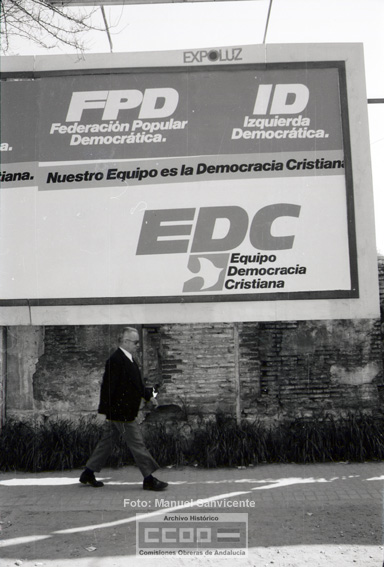 EXPOLUZ
FPD
Federación Popular
Democrática.
ID
Izquierda
Democrática.
a.
tiana.
Nuestro Equipo es la Democracia Cristiana
EDC
Equipo
Democracia
Cristiana
Foto: Manuel Sanvicente
Archivo Histórico
CCOO
Comisiones Obreras de Andalucía